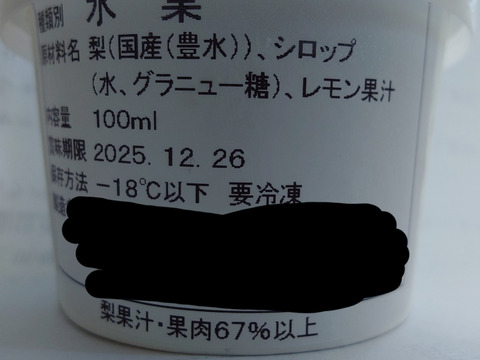 種類別 氷菓
原材料名 梨(国産(豊水))、シロップ
(水、グラニュー糖)、レモン果汁
内容量 100ml
賞味期限 2025.12.26
保存方法 -18℃以下 要冷凍
製造
梨果汁・果肉67%以上